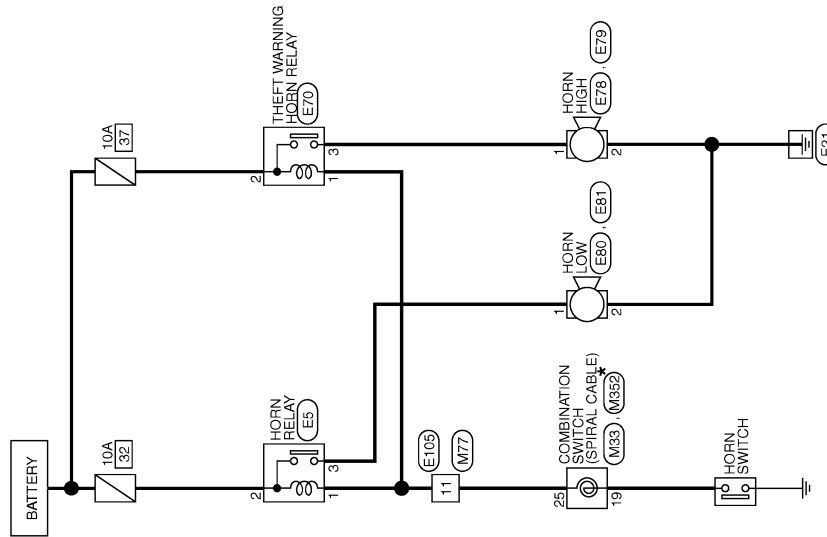 BATTERY
10A
32
10A
37
2
HORN
RELAY
E5
1
3
2
THEFT WARNING
HORN RELAY
E70
1
3
E105
11
M77
25
COMBINATION
SWITCH
(SPIRAL CABLE)
*
M33 , M352
19
1
HORN
LOW
E80 , E81
2
1
HORN
HIGH
E78 , E79
2
HORN
SWITCH
E21